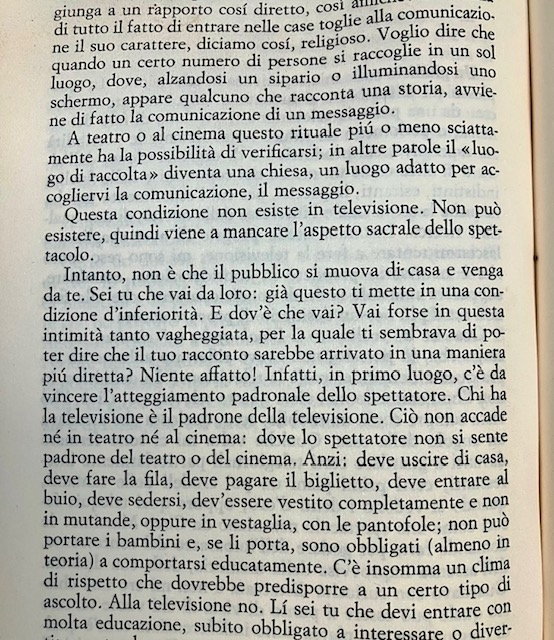 giunga a un rapporto cosí diretto, cosí
di tutto il fatto di entrare nelle case toglie alla comunicazio-
ne il suo carattere, diciamo cosí, religioso. Voglio dire che
quando un certo numero di persone si raccoglie in un sol
luogo, dove, alzandosi un sipario o illuminandosi uno
schermo, appare qualcuno che racconta una storia, avvie-
ne di fatto la comunicazione di un messaggio.
A teatro o al cinema questo rituale piú o meno sciatta-
mente ha la possibilità di verificarsi; in altre parole il «luo-
go di raccolta» diventa una chiesa, un luogo adatto per ac-
cogliervi la comunicazione, il messaggio.
Questa condizione non esiste in televisione. Non può
esistere, quindi viene a mancare l'aspetto sacrale dello spet-
tacolo.
Intanto, non è che il pubblico si muova di casa e venga
da te. Sei tu che vai da loro: già questo ti mette in una con-
dizione d'inferiorità. E dov'è che vai? Vai forse in questa
intimità tanto vagheggiata, per la quale ti sembrava di po-
ter dire che il tuo racconto sarebbe arrivato in una maniera
piú diretta? Niente affatto! Infatti, in primo luogo, c'è da
vincere l'atteggiamento padronale dello spettatore. Chi ha
la televisione è il padrone della televisione. Ciò non accade
né in teatro né al cinema: dove lo spettatore non si sente
padrone del teatro o del cinema. Anzi: deve uscire di casa,
deve fare la fila, deve pagare il biglietto, deve entrare al
buio, deve sedersi, dev'essere vestito completamente e non
in mutande, oppure in vestaglia, con le pantofole; non può
portare i bambini e, se li porta, sono obbligati (almeno in
teoria) a comportarsi educatamente. C'è insomma un clima
di rispetto che dovrebbe predisporre a un certo tipo di
ascolto. Alla televisione no. Lí sei tu che devi entrare con
molta educazione, subito obbligato a interessare o diver-